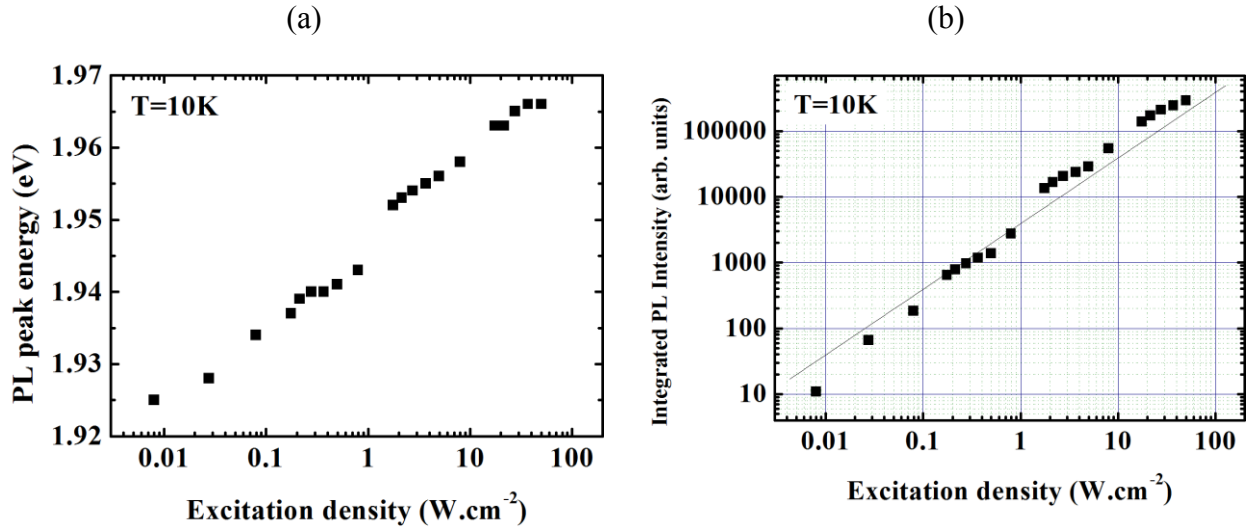 (a)
T=10K
PL peak energy (eV)
1.97
1.96
1.95
1.94
1.93
1.92
0.01 0.1 1 10 100
Excitation density (W.cm-2)
(b)
T=10K
Integrated PL Intensity (arb. units)
100000
10000
1000
100
10
0.01 0.1 1 10 100
Excitation density (W.cm-2)